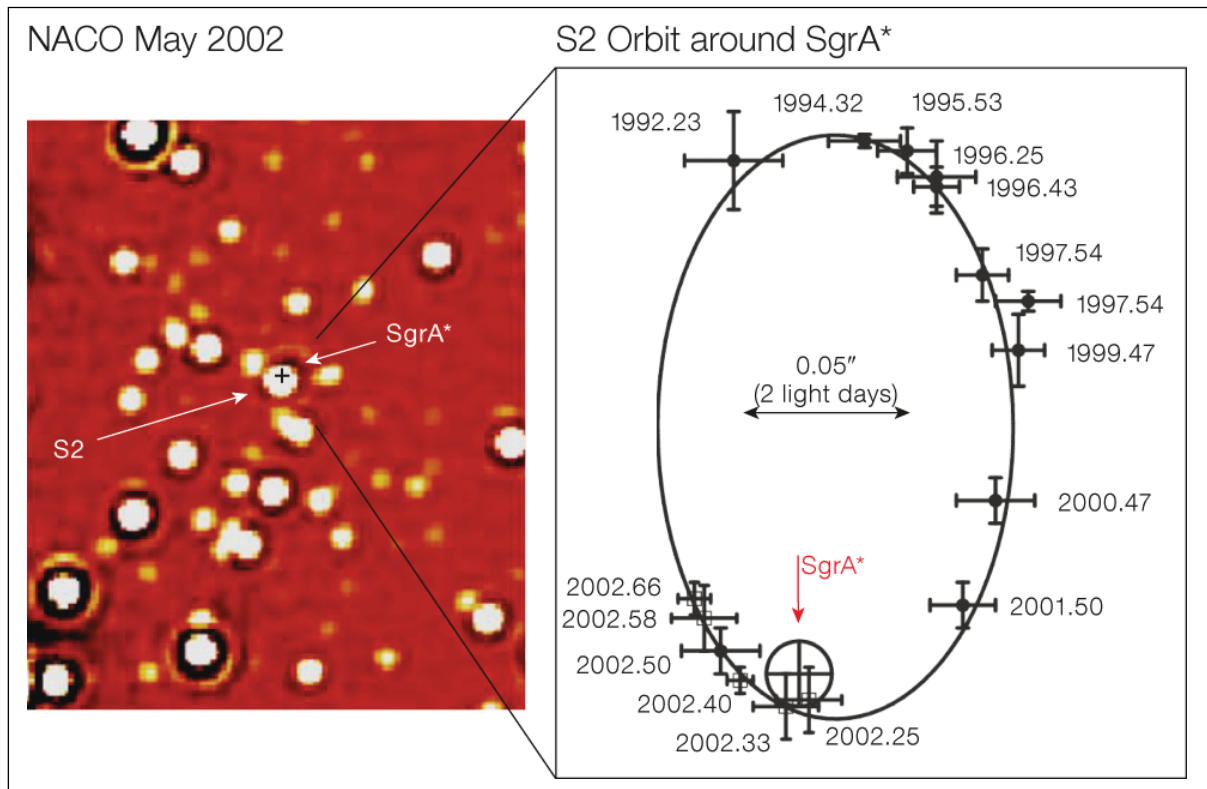 NACO May 2002
S2 Orbit around SgrA*
SgrA*
S2
1992.23
1994.32
1995.53
1996.25
1996.43
1997.54
1997.54
1999.47
0.05″
(2 light days)
2000.47
2001.50
SgrA*
2002.66
2002.58
2002.50
2002.40
2002.33
2002.25